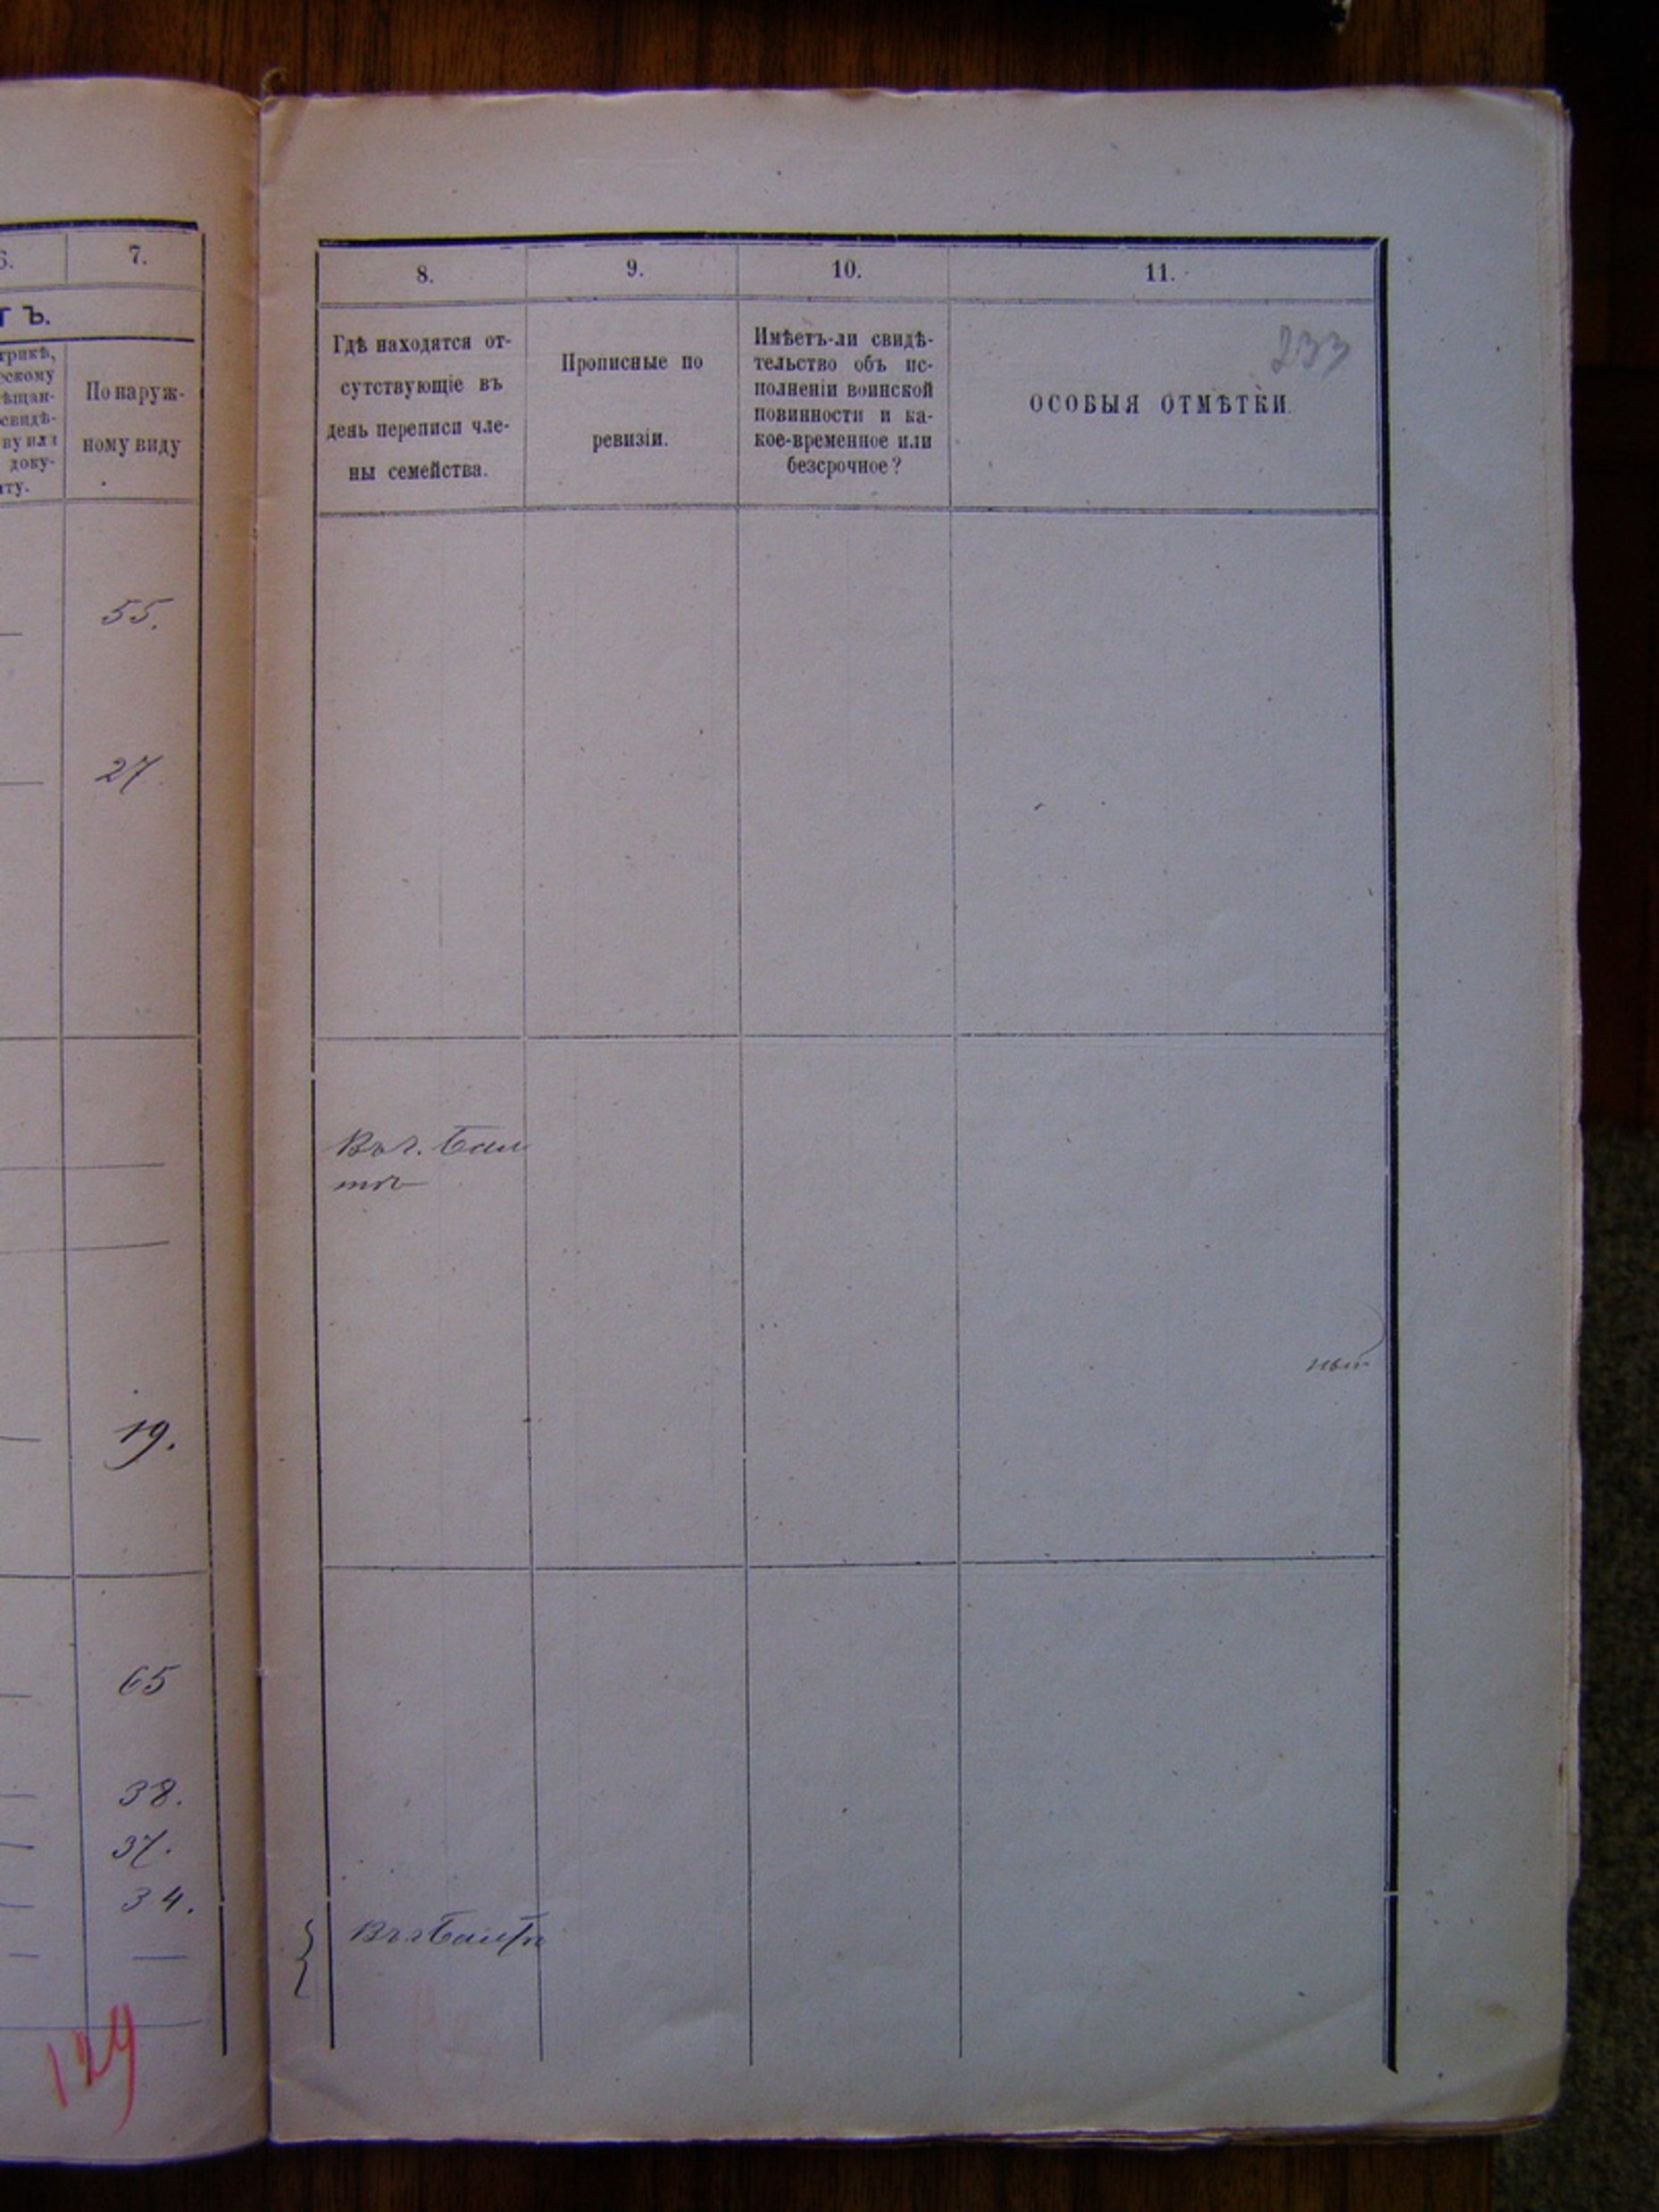 6.
7.
ТЪ.
трикѣ,
ескому
ѣщан-
свидѣ-
ву или
доку-
нту.
По наруж-
ному виду
55.
27
19.
65
38.
37.
34.
129
8.
9.
10.
11.
Гдѣ находятся от-
сутствующіе въ
день переписи чле-
ны семейства.
Прописные по
ревизіи.
Имѣетъ-ли свидѣ-
тельство объ ис-
полненіи воинской
повинности и ка-
кое-временное или
безсрочное?
233
ОСОБЫЯ ОТМѢТКИ.
Въ г.
ный
Въ г.